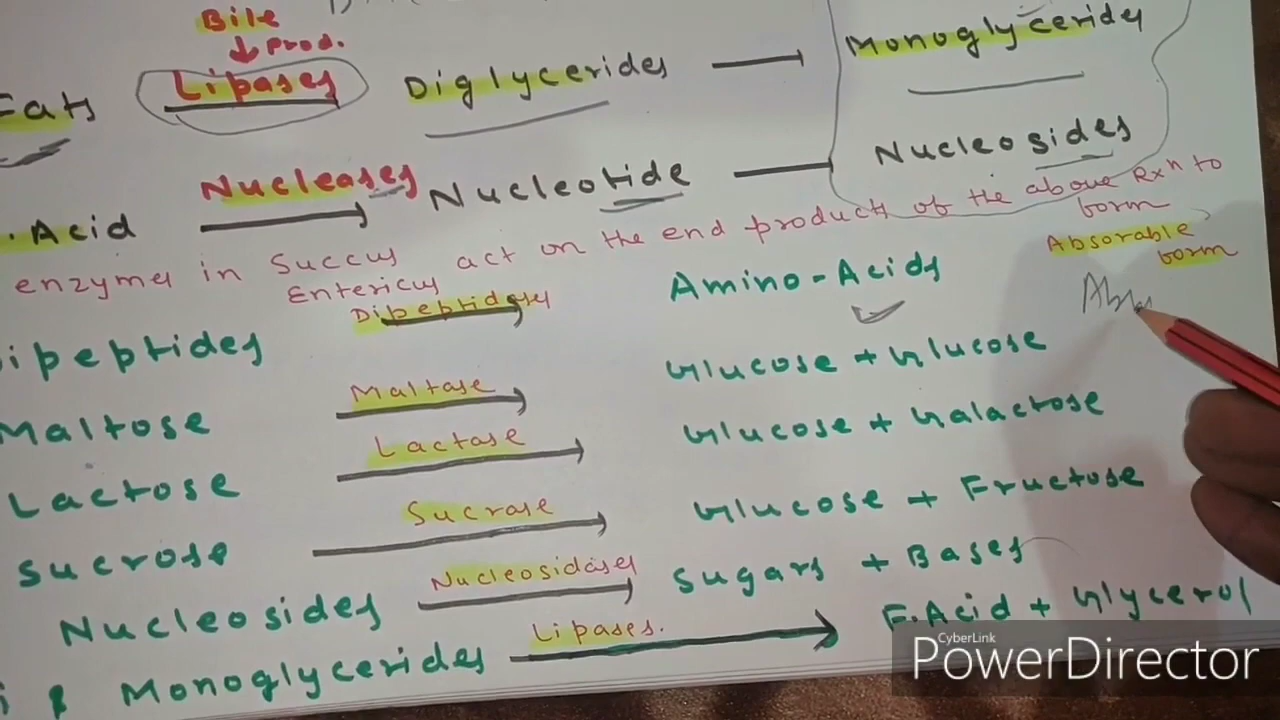 Bile
↓ Prod.
Fats Lipases Diglycerides → Monoglycerides
. Acid Nucleases → Nucleotide → Nucleosides
enzyme in Succus Entericus act on the end product of the above Rxⁿ to form
Absorable form
ipeptides Dipeptidases → Amino-Acids
Maltose Maltase → Glucose + Glucose
Lactose Lactase → Glucose + Galactose
Sucrose Sucrase → Glucose + Fructose
Nucleosides Nucleosidases → Sugars + Bases
i & Monoglycerides Lipases. → F.Acid + Glycerol
CyberLink
PowerDirector